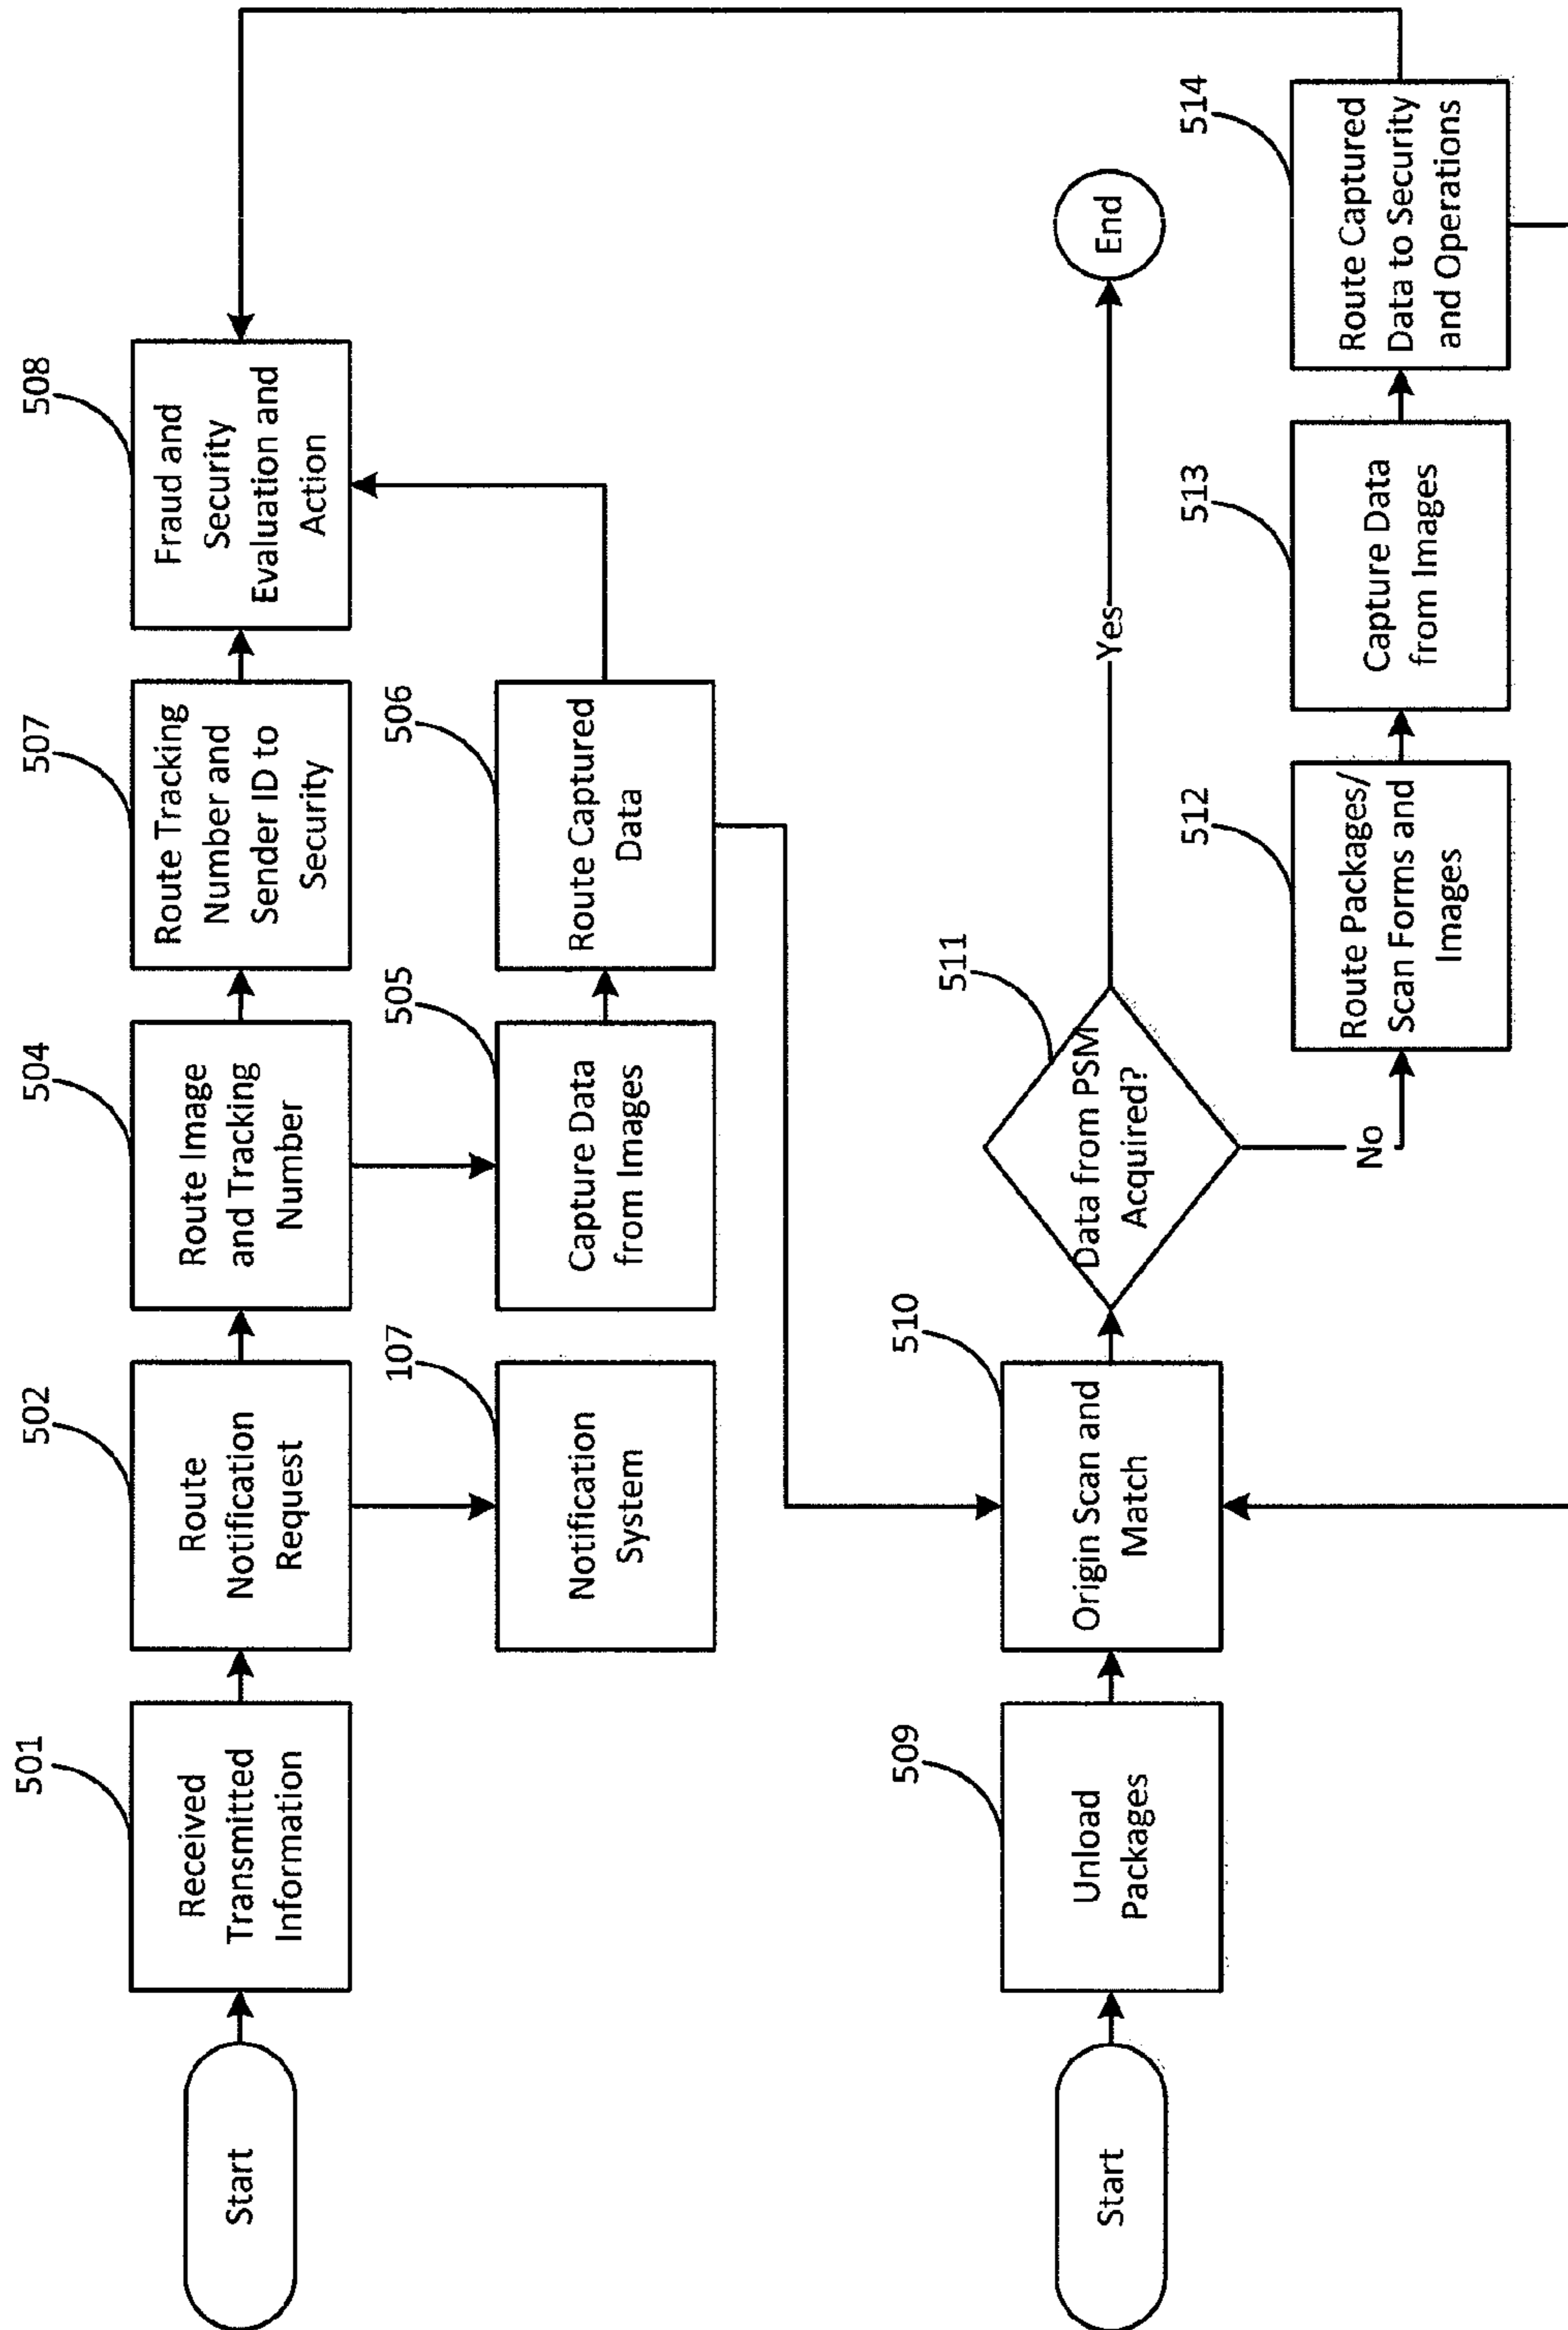 Start
501
Received
Transmitted
Information
502
Route
Notification
Request
504
Route Image
and Tracking
Number
507
Route Tracking
Number and
Sender ID to
Security
508
Fraud and
Security
Evaluation and
Action
107
Notification
System
505
Capture Data
from Images
506
Route Captured
Data
Start
509
Unload
Packages
510
Origin Scan and
Match
511
Data from PSM
Acquired?
Yes
End
No
512
Route Packages/
Scan Forms and
Images
513
Capture Data
from Images
514
Route Captured
Data to Security
and Operations